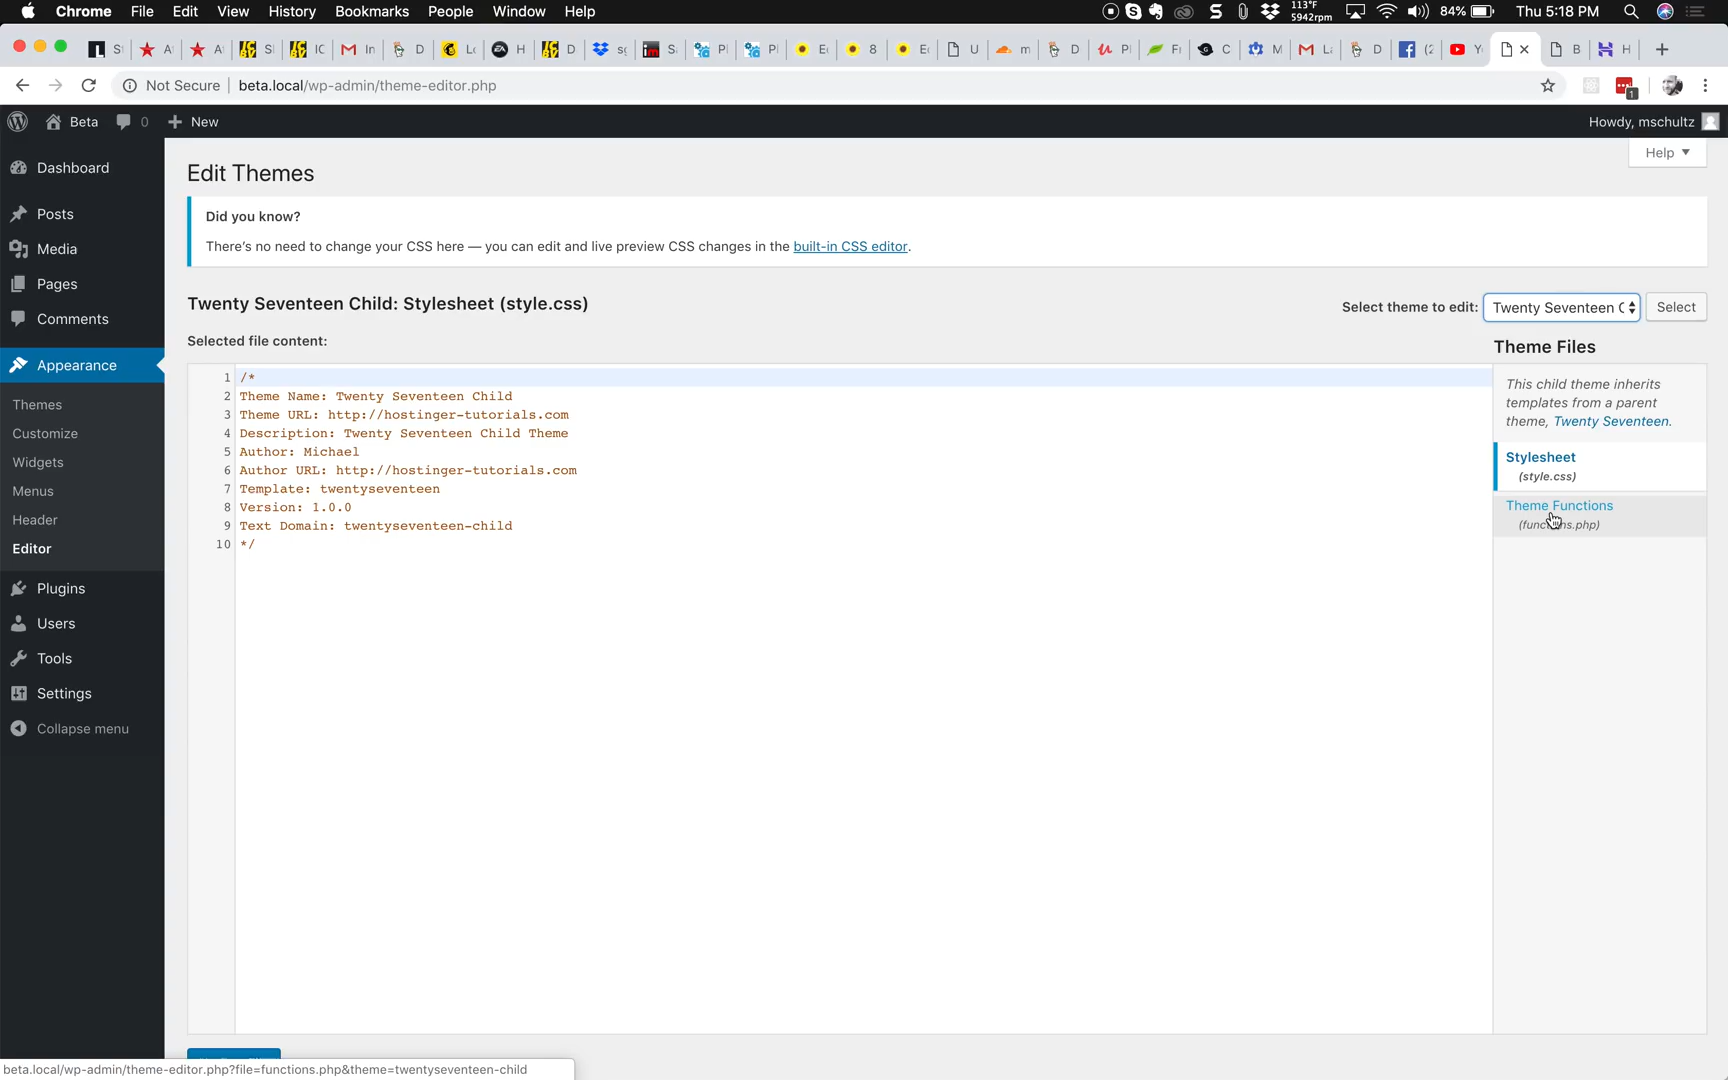 Chrome File Edit View History Bookmarks People Window Help
113°F
5942rpm
84% Thu 5:18 PM
Not Secure beta.local/wp-admin/theme-editor.php
1
Beta 0 New Howdy, mschultz
Help
Dashboard
Posts
Media
Pages
Comments
Appearance
Themes
Customize
Widgets
Menus
Header
Editor
Plugins
Users
Tools
Settings
Collapse menu
Edit Themes
Did you know?
There's no need to change your CSS here — you can edit and live preview CSS changes in the built-in CSS editor.
Twenty Seventeen Child: Stylesheet (style.css)
Select theme to edit: Twenty Seventeen C Select
Selected file content:
1 /*
2 Theme Name: Twenty Seventeen Child
3 Theme URL: http://hostinger-tutorials.com
4 Description: Twenty Seventeen Child Theme
5 Author: Michael
6 Author URL: http://hostinger-tutorials.com
7 Template: twentyseventeen
8 Version: 1.0.0
9 Text Domain: twentyseventeen-child
10 */
Theme Files
This child theme inherits
templates from a parent
theme, Twenty Seventeen.
Stylesheet
(style.css)
Theme Functions
beta.local/wp-admin/theme-editor.php?file=functions.php&theme=twentyseventeen-child